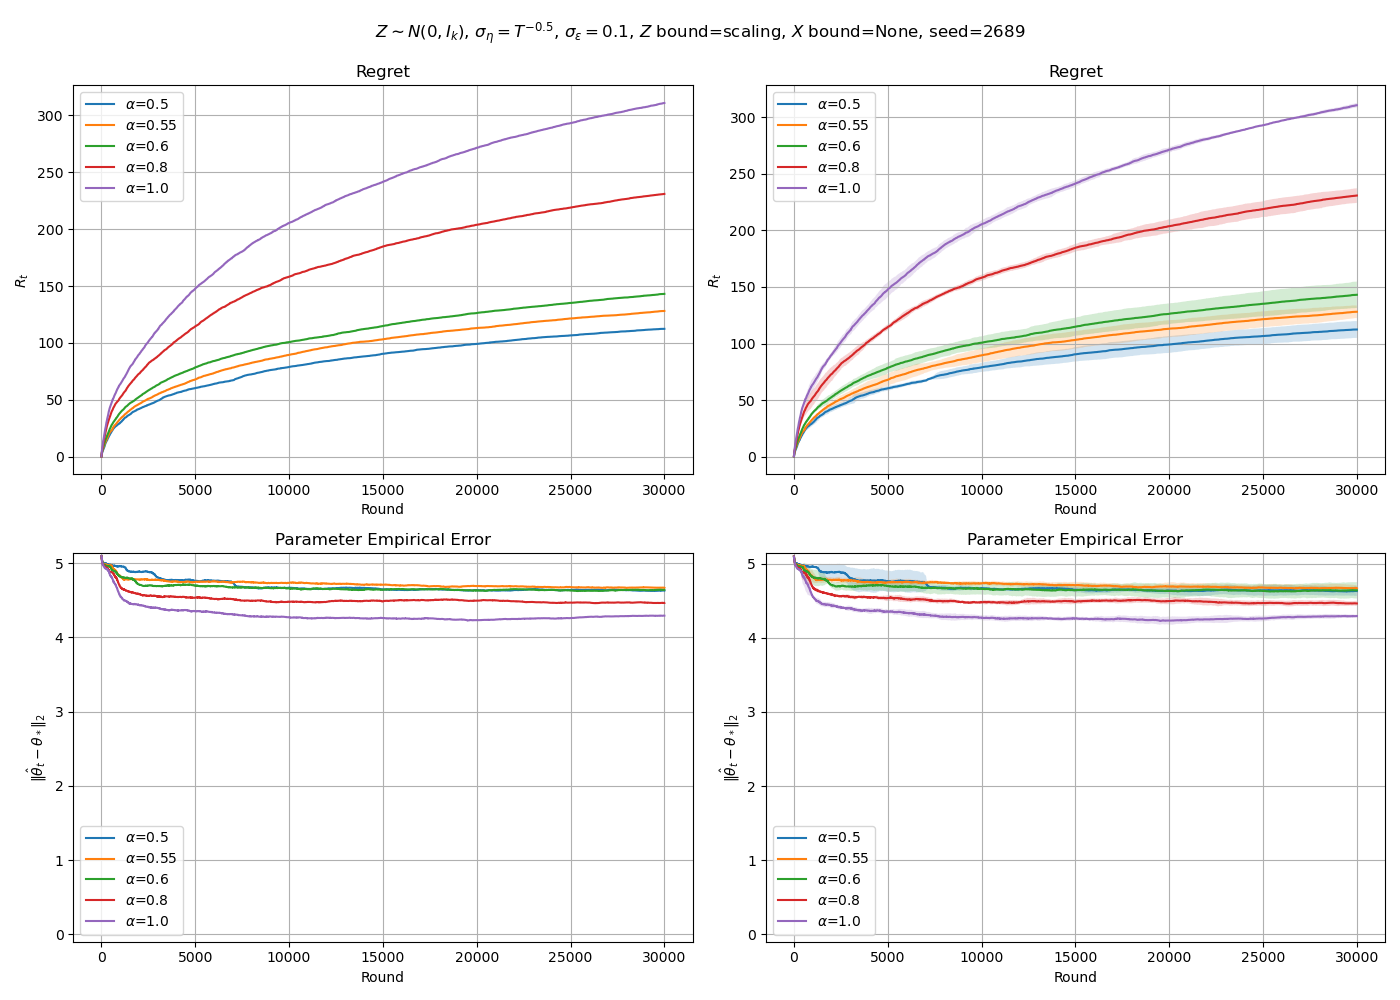 Z ∼ N(0, I_k), σ_η = T^{−0.5}, σ_ε = 0.1, Z bound=scaling, X bound=None, seed=2689
Regret
R_t
300
250
200
150
100
50
0
α=0.5
α=0.55
α=0.6
α=0.8
α=1.0
0 5000 10000 15000 20000 25000 30000
Round
Regret
R_t
300
250
200
150
100
50
0
α=0.5
α=0.55
α=0.6
α=0.8
α=1.0
0 5000 10000 15000 20000 25000 30000
Round
Parameter Empirical Error
‖θ̂_t − θ_*‖_2
5
4
3
2
1
0
α=0.5
α=0.55
α=0.6
α=0.8
α=1.0
0 5000 10000 15000 20000 25000 30000
Round
Parameter Empirical Error
‖θ̂_t − θ_*‖_2
5
4
3
2
1
0
α=0.5
α=0.55
α=0.6
α=0.8
α=1.0
0 5000 10000 15000 20000 25000 30000
Round